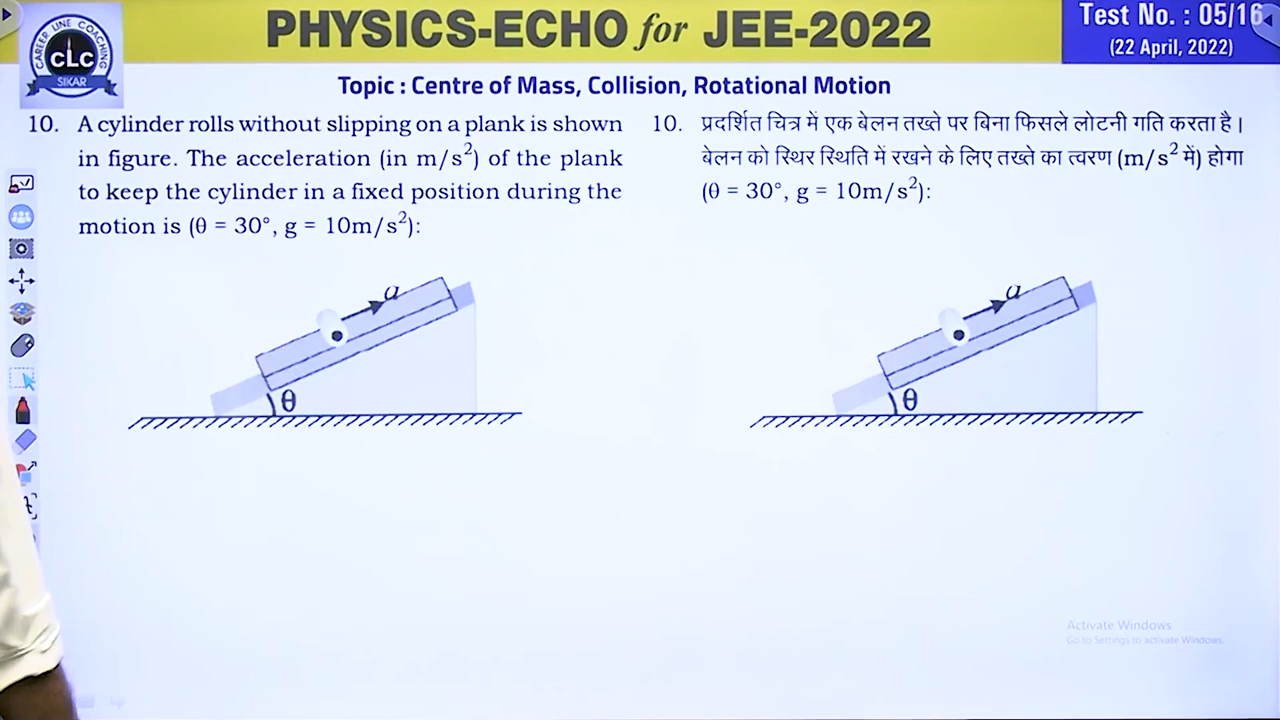 PHYSICS-ECHO for JEE-2022
Test No. : 05/16
(22 April, 2022)
CAREER LINE COACHING
CLC
SIKAR
Topic : Centre of Mass, Collision, Rotational Motion
10. A cylinder rolls without slipping on a plank is shown
in figure. The acceleration (in m/s²) of the plank
to keep the cylinder in a fixed position during the
motion is (θ = 30°, g = 10m/s²):
a
θ
10. प्रदर्शित चित्र में एक बेलन तख्ते पर बिना फिसले लोटनी गति करता है।
बेलन को स्थिर स्थिति में रखने के लिए तख्ते का त्वरण (m/s² में) होगा
(θ = 30°, g = 10m/s²):
a
θ
Activate Windows
Go to Settings to activate Windows.